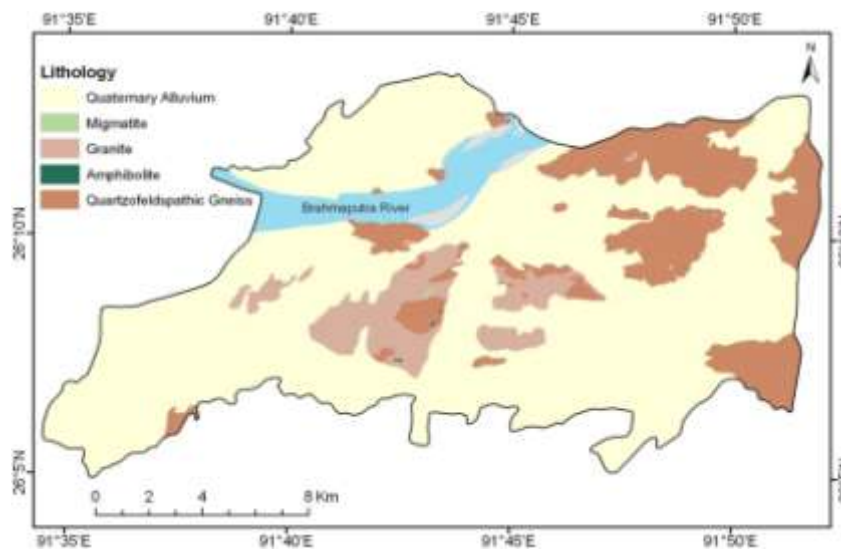 91°35'E 91°40'E 91°45'E 91°50'E
N
Lithology
Quaternary Alluvium
Migmatite
Granite
Amphibolite
Quartzofeldspathic Gneiss
Brahmaputra River
26°10'N
26°5'N
0 2 4 8 Km
91°35'E 91°40'E 91°45'E 91°50'E